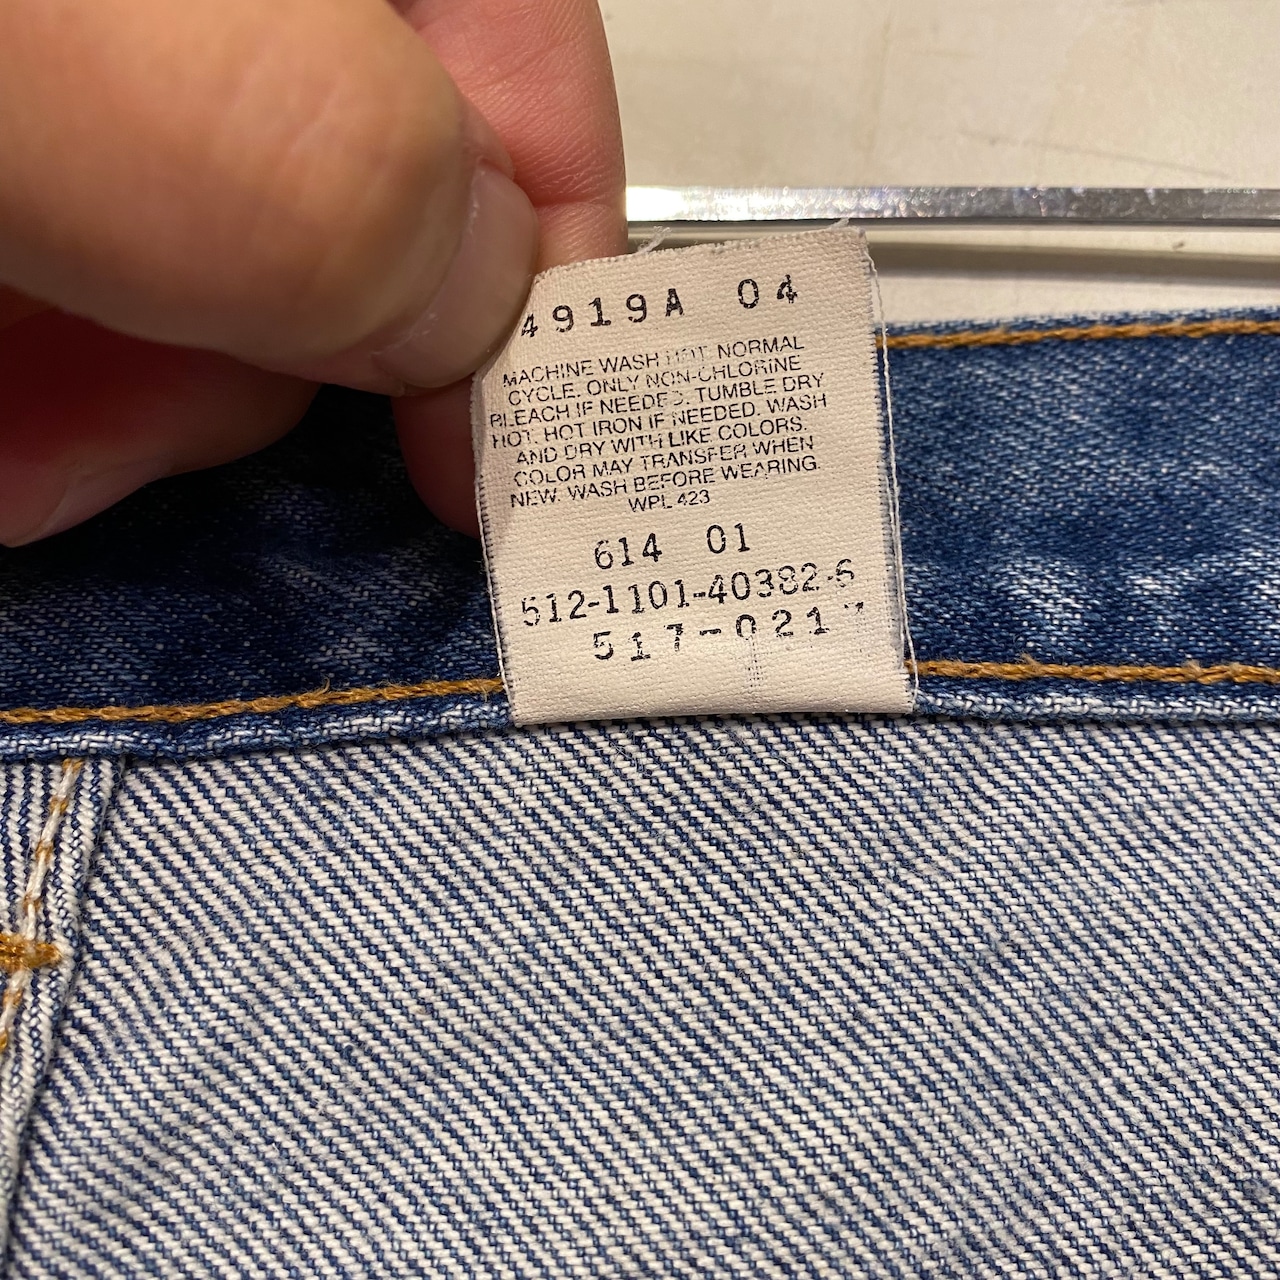 4919A 04
MACHINE WASH HOT NORMAL
CYCLE. ONLY NON-CHLORINE
BLEACH IF NEEDED. TUMBLE DRY
HOT. HOT IRON IF NEEDED. WASH
AND DRY WITH LIKE COLORS.
COLOR MAY TRANSFER WHEN
NEW. WASH BEFORE WEARING.
WPL 423
614 01
512-1101-40382-6
517-0217